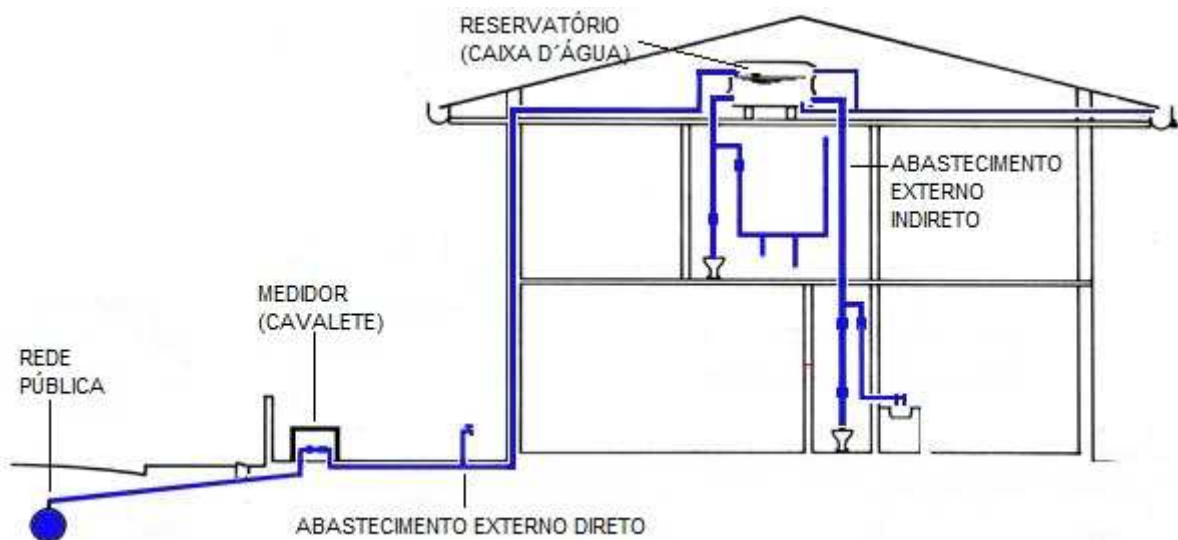 RESERVATÓRIO
(CAIXA D´ÁGUA)
ABASTECIMENTO
EXTERNO
INDIRETO
MEDIDOR
(CAVALETE)
REDE
PÚBLICA
ABASTECIMENTO EXTERNO DIRETO